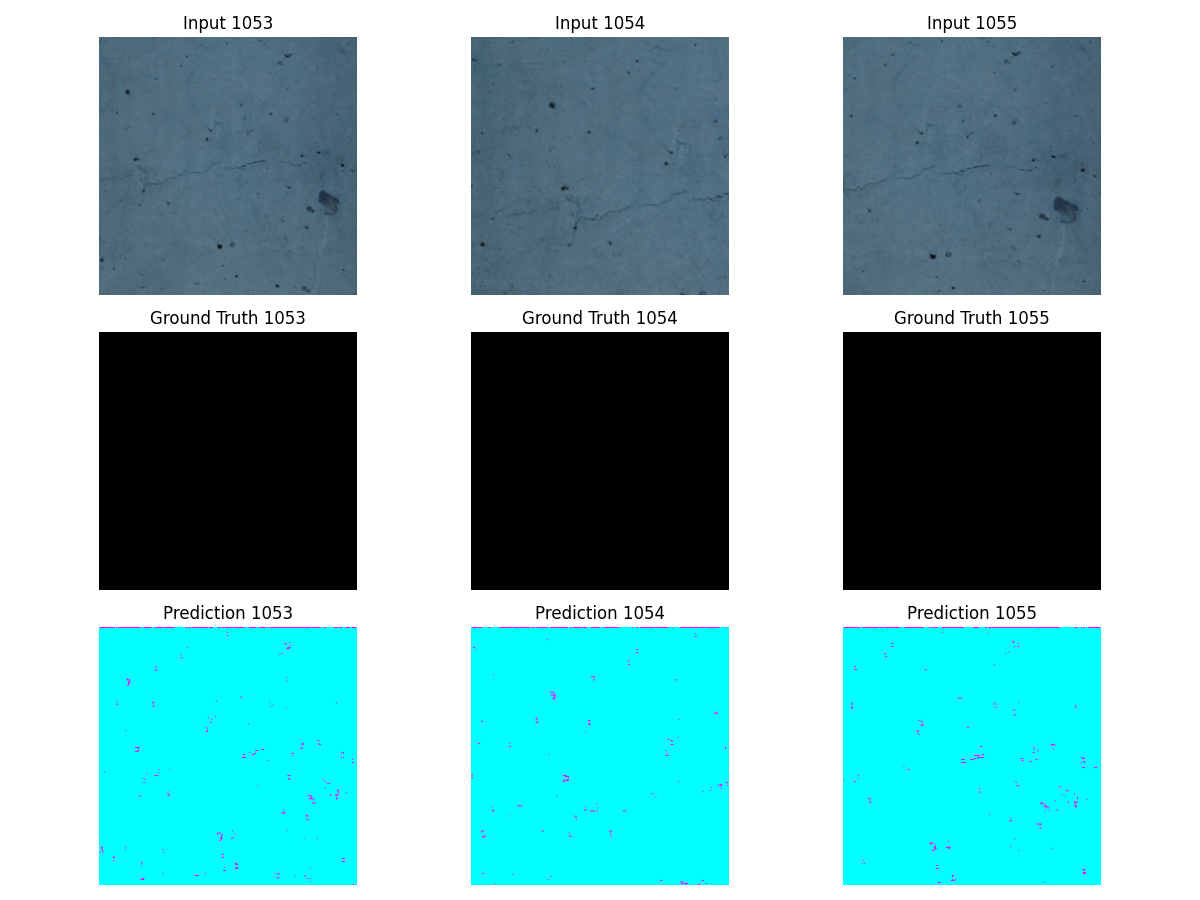 Input 1053
Input 1054
Input 1055
Ground Truth 1053
Ground Truth 1054
Ground Truth 1055
Prediction 1053
Prediction 1054
Prediction 1055